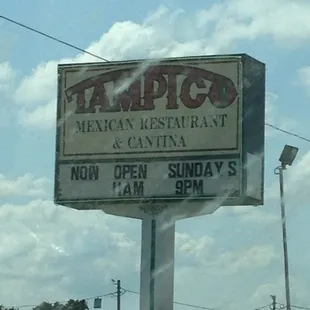 TAMPICO
MEXICAN RESTAURANT
& CANTINA
NOW OPEN SUNDAYS
11AM 9PM